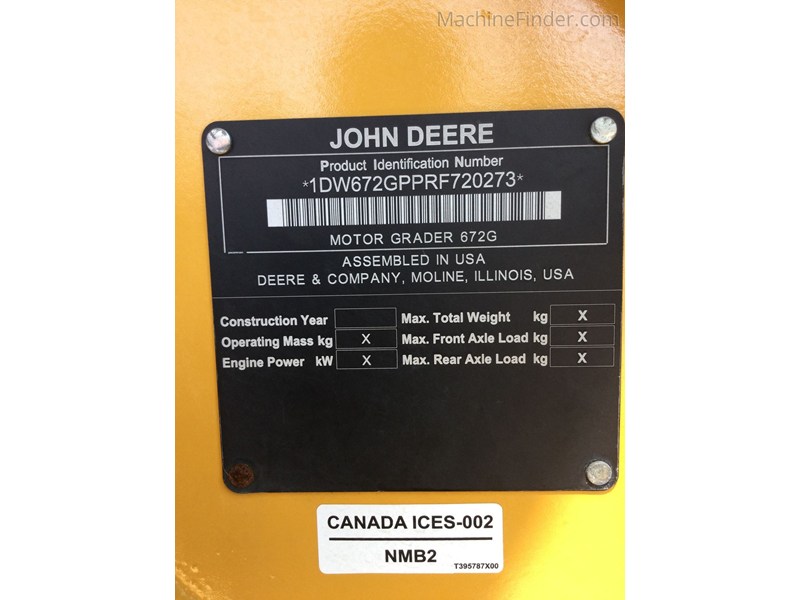 MachineFinder.com
JOHN DEERE
Product Identification Number
*1DW672GPPRF720273*
MOTOR GRADER 672G
ASSEMBLED IN USA
DEERE & COMPANY, MOLINE, ILLINOIS, USA
Construction Year Max. Total Weight kg X
Operating Mass kg X Max. Front Axle Load kg X
Engine Power kW X Max. Rear Axle Load kg X
CANADA ICES-002
NMB2
T395787X00